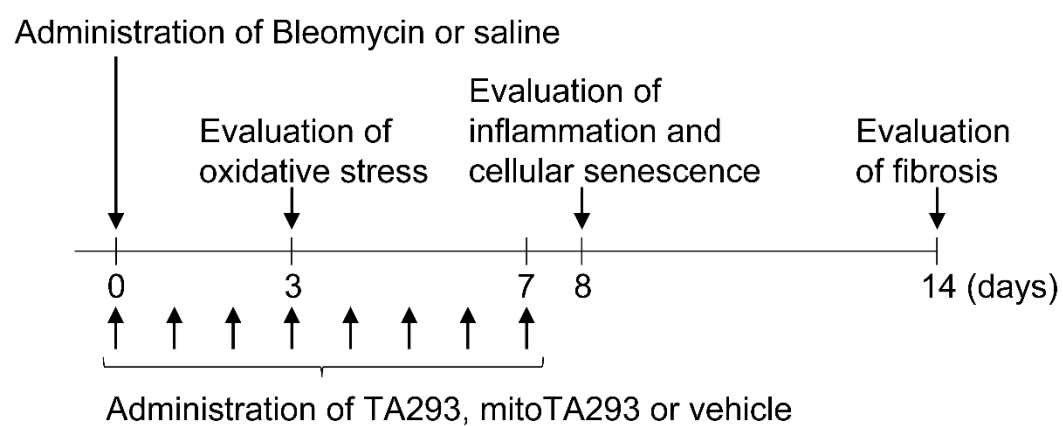 Administration of Bleomycin or saline
Evaluation of
oxidative stress
Evaluation of
inflammation and
cellular senescence
Evaluation
of fibrosis
0 3 7 8 14 (days)
Administration of TA293, mitoTA293 or vehicle